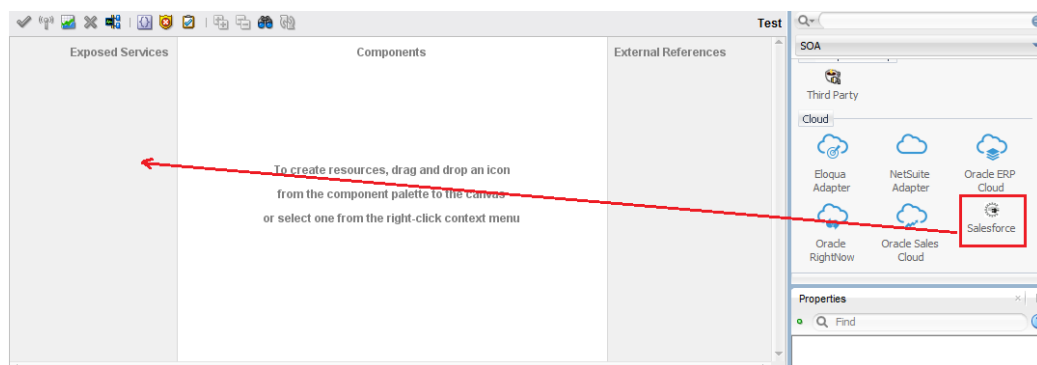 Test
Exposed Services
Components
External References
To create resources, drag and drop an icon
from the component palette to the canvas
or select one from the right-click context menu
SOA
Third Party
Cloud
Eloqua
Adapter
NetSuite
Adapter
Oracle ERP
Cloud
Oracle
RightNow
Oracle Sales
Cloud
Salesforce
Properties
Find